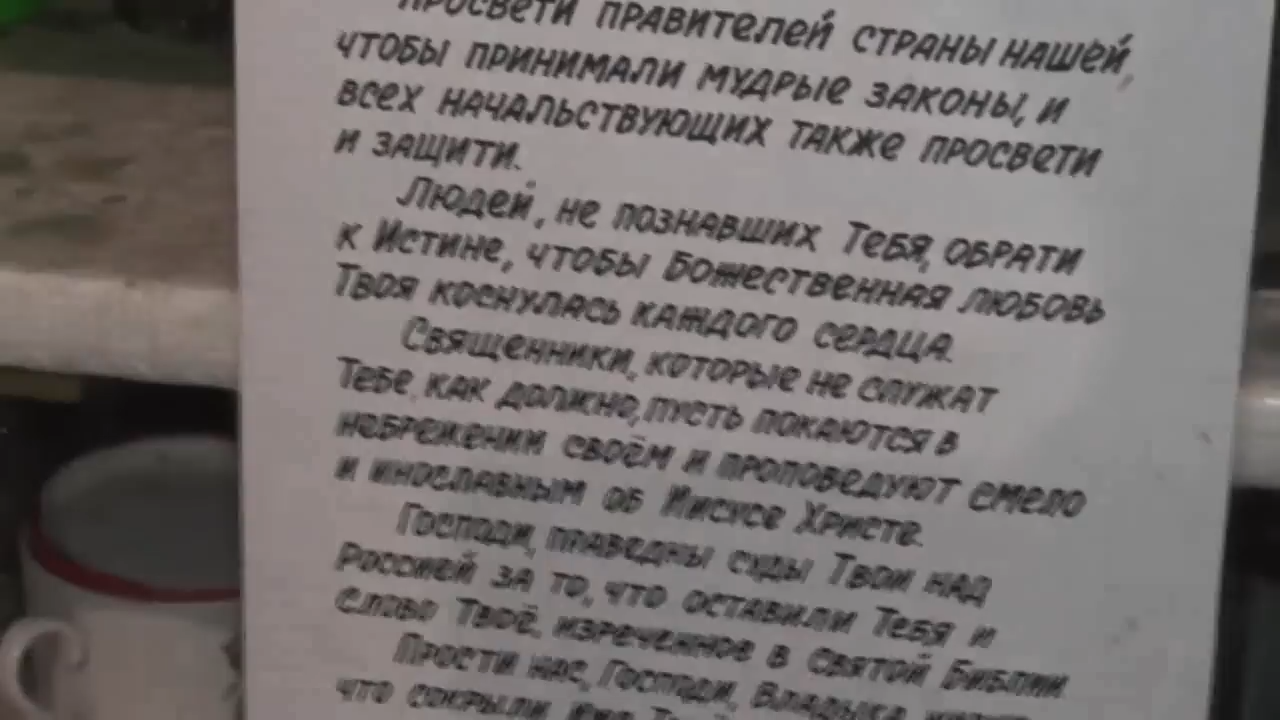 просвети правителей страны нашей,
чтобы принимали мудрые законы, и
всех начальствующих также просвети
и защити.
Людей, не познавших Тебя, обрати
к Истине, чтобы Божественная любовь
Твоя коснулась каждого сердца.
Священники, которые не служат
Тебе, как должно, пусть покаются в
небрежении своём и проповедуют смело
и инославным об Иисусе Христе.
Господи, праведны суды Твои над
Россией за то, что оставили Тебя и
слово Твоё, изреченное в Святой Библии.
Прости нас, Господи, Владыка
что сокрыли